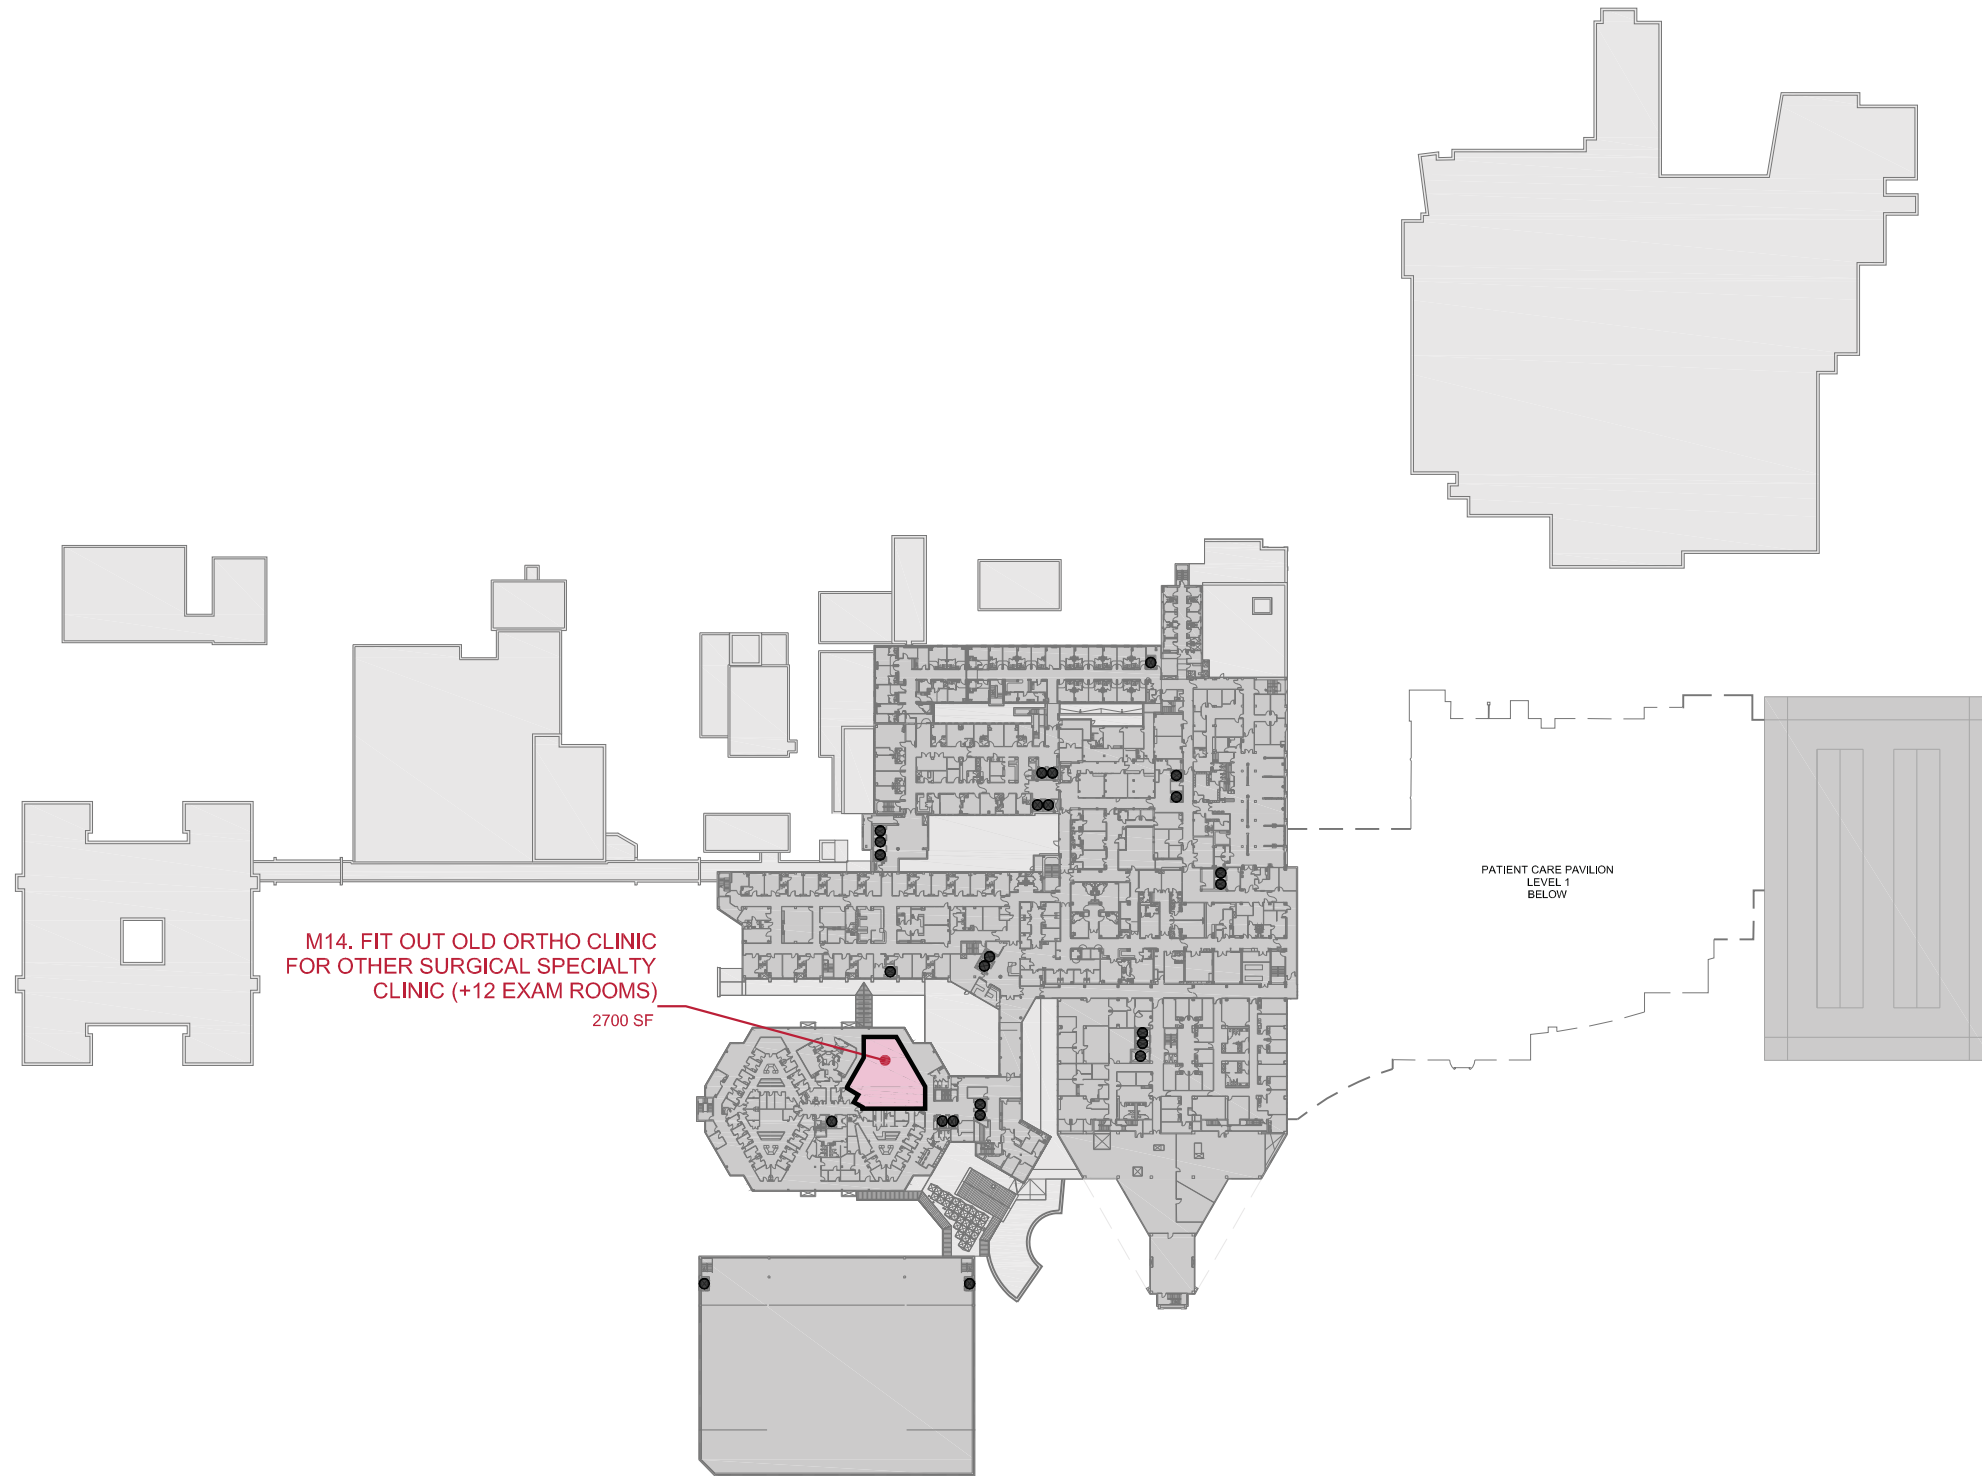 PATIENT CARE PAVILION
LEVEL 1
BELOW
M14. FIT OUT OLD ORTHO CLINIC
FOR OTHER SURGICAL SPECIALTY
CLINIC (+12 EXAM ROOMS)
2700 SF